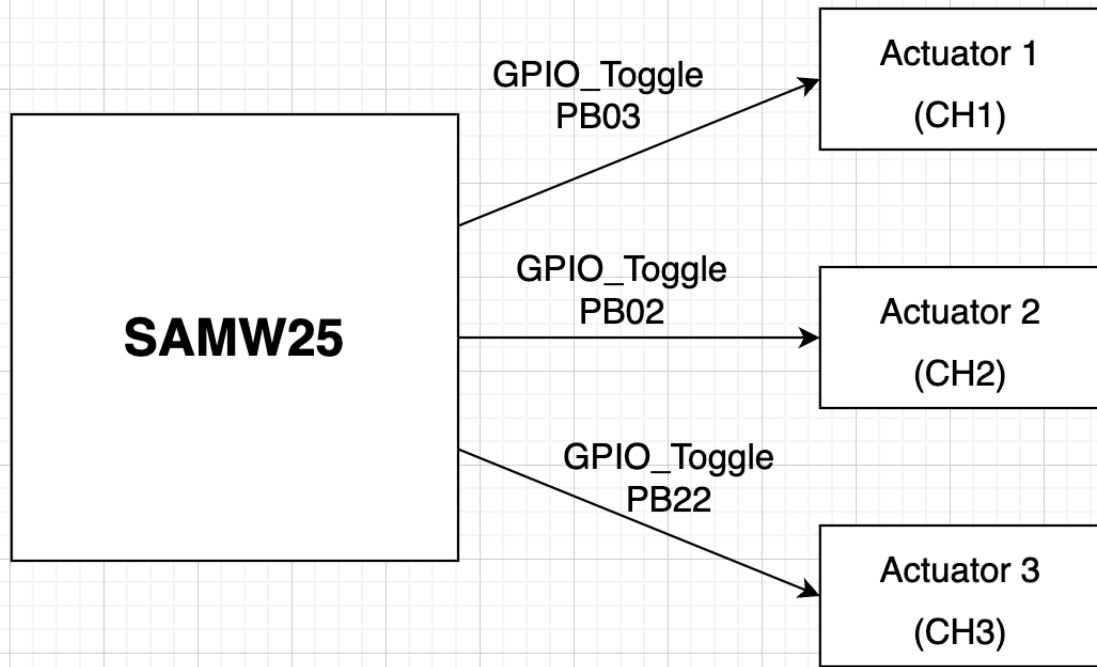 GPIO_Toggle
PB03
Actuator 1
(CH1)
SAMW25
GPIO_Toggle
PB02
Actuator 2
(CH2)
GPIO_Toggle
PB22
Actuator 3
(CH3)